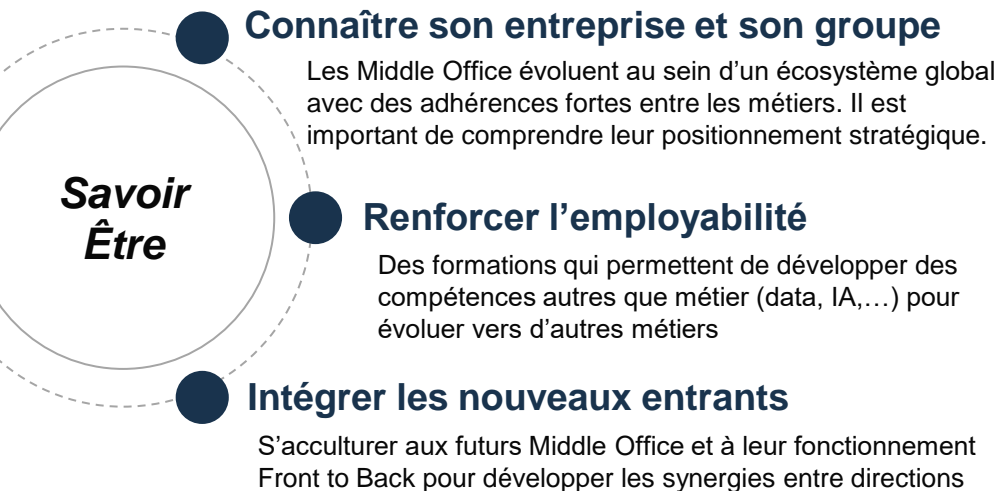 Connaître son entreprise et son groupe
Les Middle Office évoluent au sein d’un écosystème global
avec des adhérences fortes entre les métiers. Il est
important de comprendre leur positionnement stratégique.
Savoir
Être
Renforcer l’employabilité
Des formations qui permettent de développer des
compétences autres que métier (data, IA,…) pour
évoluer vers d’autres métiers
Intégrer les nouveaux entrants
S’acculturer aux futurs Middle Office et à leur fonctionnement
Front to Back pour développer les synergies entre directions